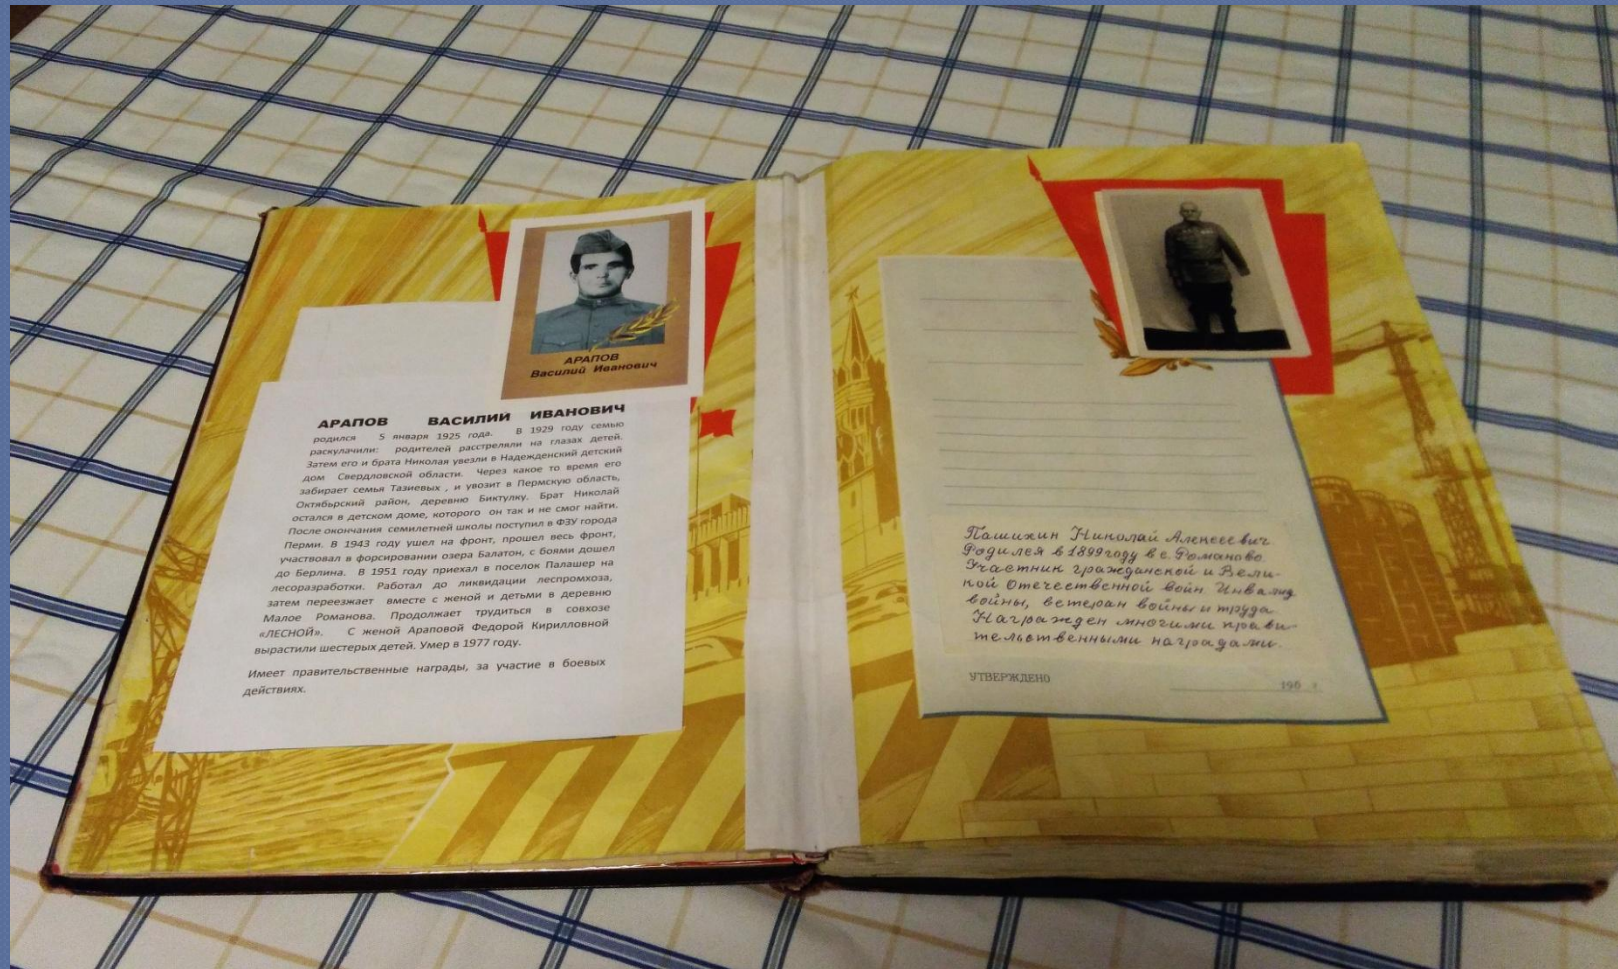 АРАПОВ
Василий Иванович
АРАПОВ ВАСИЛИЙ ИВАНОВИЧ
родился 5 января 1925 года. В 1929 году семью
раскулачили: родителей расстреляли на глазах детей.
Затем его и брата Николая увезли в Надежденский детский
дом Свердловской области. Через какое то время его
забирает семья Тазиевых , и увозит в Пермскую область,
Октябрьский район, деревню Биктулку. Брат Николай
остался в детском доме, которого он так и не смог найти.
После окончания семилетней школы поступил в ФЗУ города
Перми. В 1943 году ушел на фронт, прошел весь фронт,
участвовал в форсировании озера Балатон, с боями дошел
до Берлина. В 1951 году приехал в поселок Палашер на
лесоразработки. Работал до ликвидации леспромхоза,
затем переезжает вместе с женой и детьми в деревню
Малое Романова. Продолжает трудиться в совхозе
«ЛЕСНОЙ». С женой Араповой Федорой Кирилловной
вырастили шестерых детей. Умер в 1977 году.
Имеет правительственные награды, за участие в боевых
действиях.
Пашихин Николай Алексеевич
Родился в 1899 году в с. Романово.
Участник гражданской и Вели-
кой Отечественной войн. Инвалид
войны, ветеран войны и труда
Награжден многими прави-
тельственными наградами.
УТВЕРЖДЕНО
196 г.